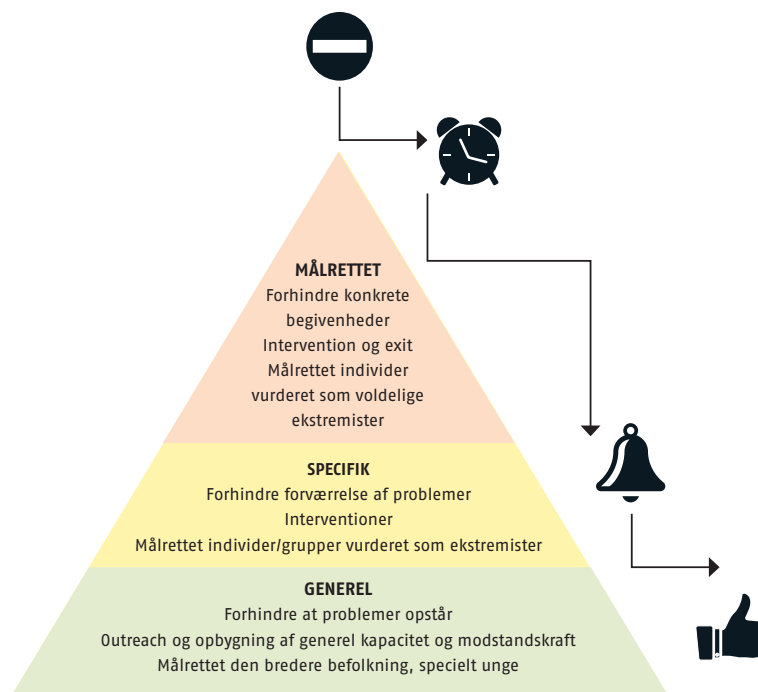 MÅLRETTET
Forhindre konkrete
begivenheder
Intervention og exit
Målrettet individer
vurderet som voldelige
ekstremister
SPECIFIK
Forhindre forværrelse af problemer
Interventioner
Målrettet individer/grupper vurderet som ekstremister
GENEREL
Forhindre at problemer opstår
Outreach og opbygning af generel kapacitet og modstandskraft
Målrettet den bredere befolkning, specielt unge